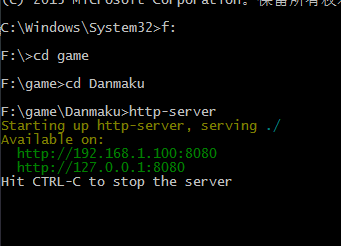 (c) 2015 Microsoft Corporation。保留所有权
C:\Windows\System32>f:
F:\>cd game
F:\game>cd Danmaku
F:\game\Danmaku>http-server
Starting up http-server, serving ./
Available on:
http://192.168.1.100:8080
http://127.0.0.1:8080
Hit CTRL-C to stop the server